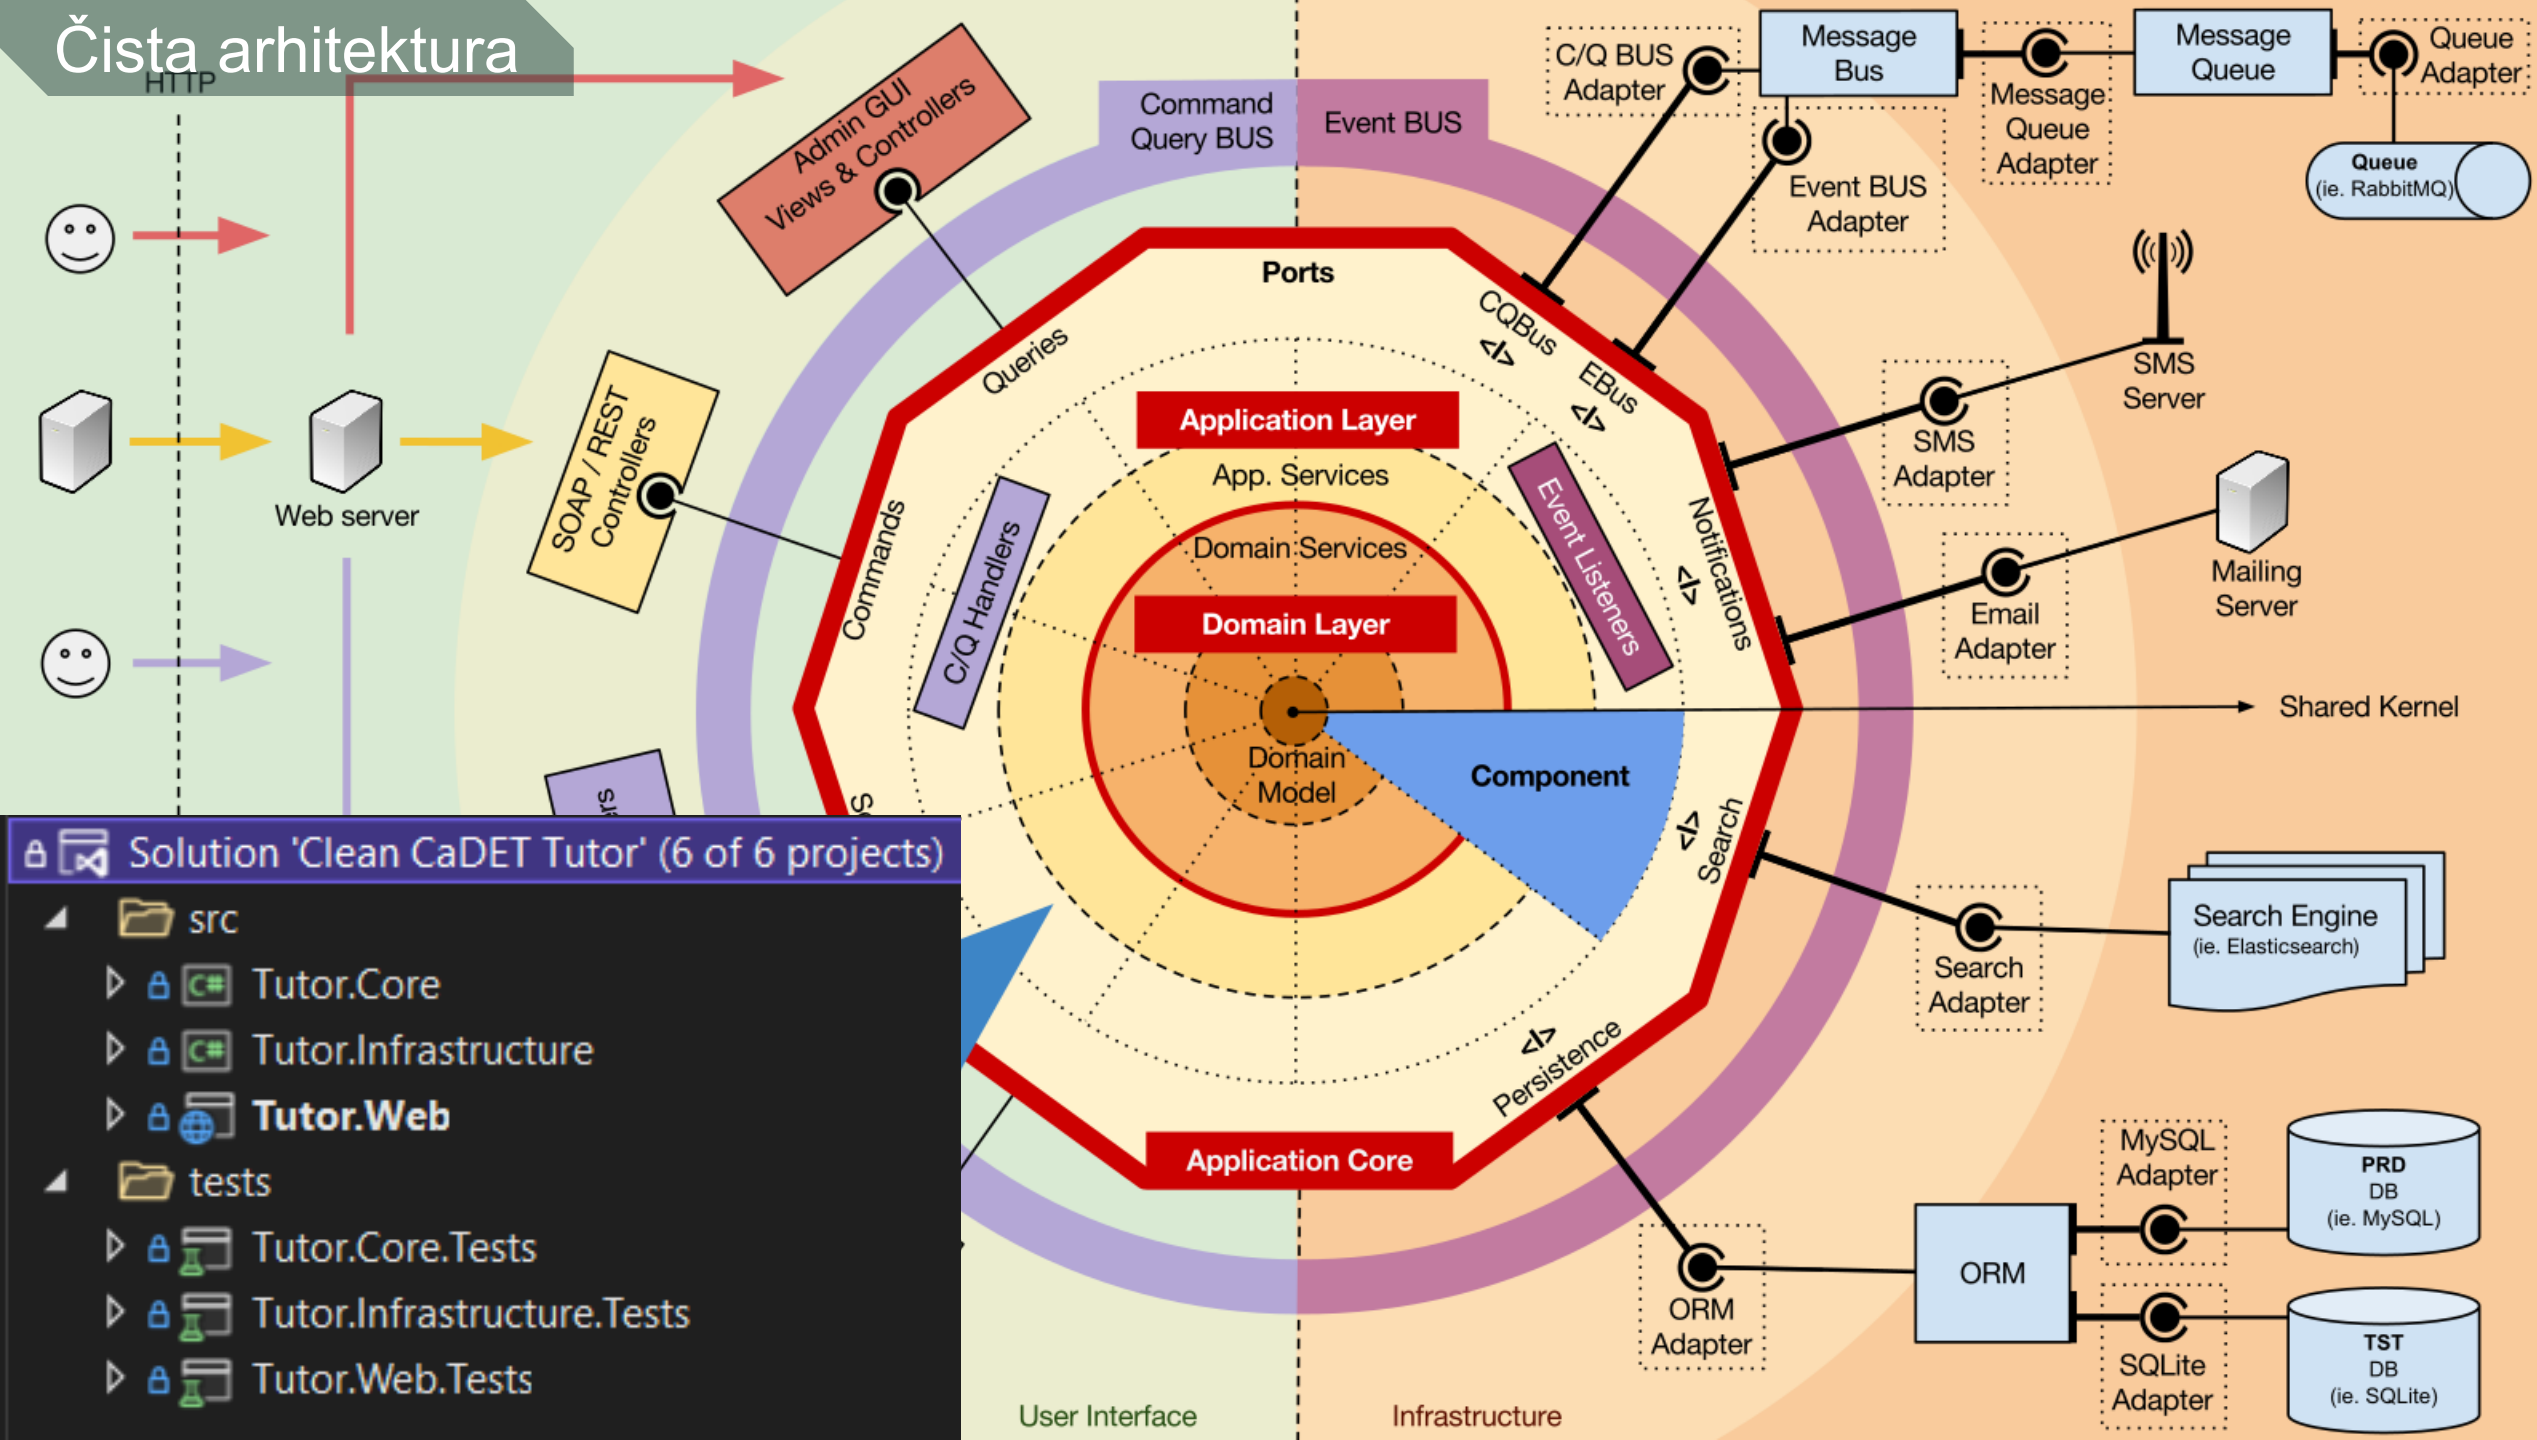 Čista arhitektura
HTTP
Web server
Admin GUI
Views & Controllers
SOAP / REST
Controllers
Command
Query BUS
Event BUS
Ports
Queries
Commands
C/Q Handlers
Application Layer
App. Services
Domain Services
Domain Layer
Domain
Model
Component
Event Listeners
CQBus
</>
EBus
</>
Notifications
</>
Search
</>
Persistence
</>
Application Core
C/Q BUS
Adapter
Message
Bus
Message
Queue
Adapter
Message
Queue
Queue
Adapter
Queue
(ie. RabbitMQ)
Event BUS
Adapter
SMS
Server
SMS
Adapter
Mailing
Server
Email
Adapter
Shared Kernel
Search Engine
(ie. Elasticsearch)
Search
Adapter
MySQL
Adapter
PRD
DB
(ie. MySQL)
ORM
ORM
Adapter
SQLite
Adapter
TST
DB
(ie. SQLite)
User Interface
Infrastructure
Solution 'Clean CaDET Tutor' (6 of 6 projects)
src
C# Tutor.Core
C# Tutor.Infrastructure
Tutor.Web
tests
Tutor.Core.Tests
Tutor.Infrastructure.Tests
Tutor.Web.Tests